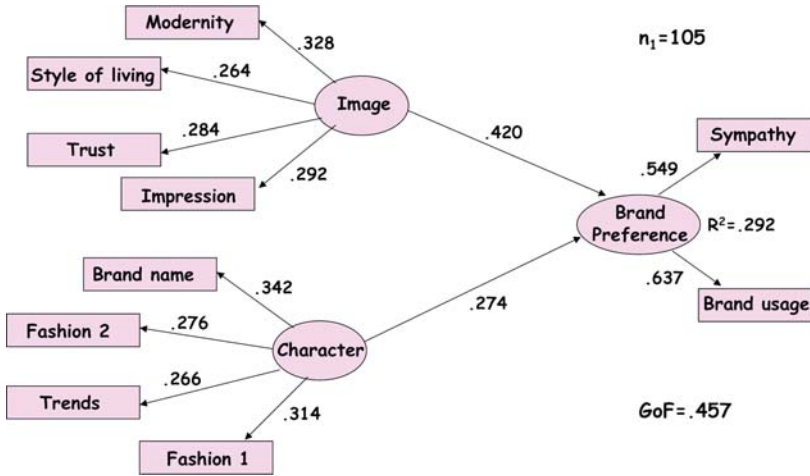 Modernity
.328
n1=105
Style of living
.264
Image
.284
.420
Trust
Sympathy
.292
.549
Impression
Brand
Preference
R²=.292
Brand name
.342
.637
.274
Brand usage
Fashion 2
.276
Character
.266
Trends
.314
GoF=.457
Fashion 1